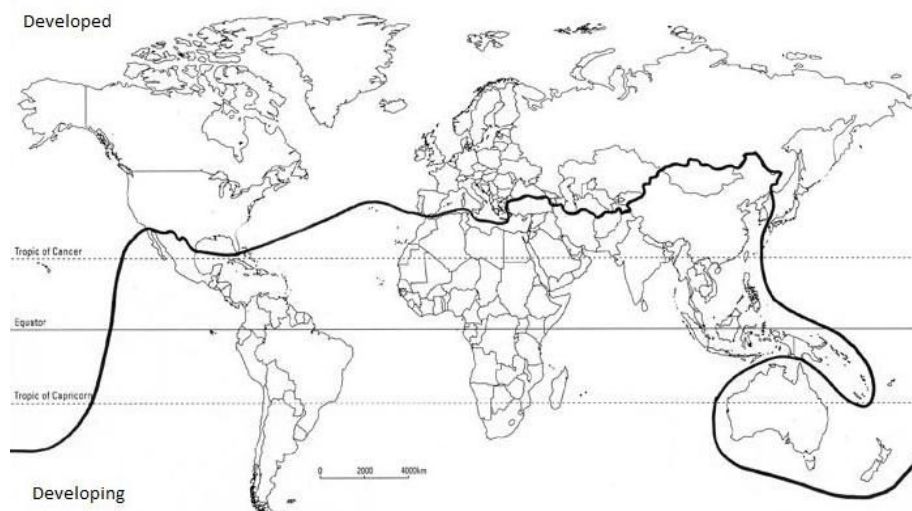 Developed
Tropic of Cancer
Equator
Tropic of Capricorn
0 2000 4000km
Developing